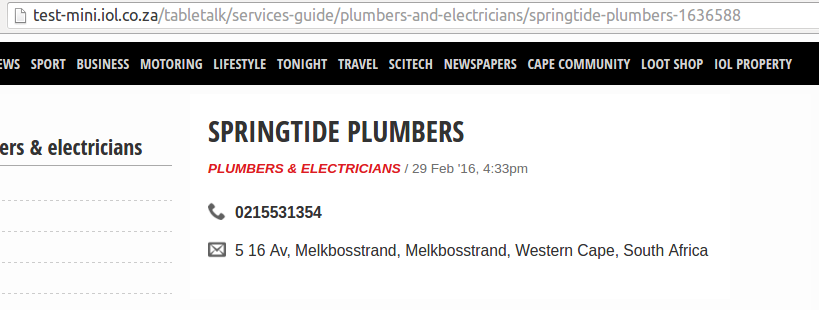 test-mini.iol.co.za/tabletalk/services-guide/plumbers-and-electricians/springtide-plumbers-1636588
EWS SPORT BUSINESS MOTORING LIFESTYLE TONIGHT TRAVEL SCITECH NEWSPAPERS CAPE COMMUNITY LOOT SHOP IOL PROPERTY
ers & electricians
SPRINGTIDE PLUMBERS
PLUMBERS & ELECTRICIANS / 29 Feb '16, 4:33pm
0215531354
5 16 Av, Melkbosstrand, Melkbosstrand, Western Cape, South Africa